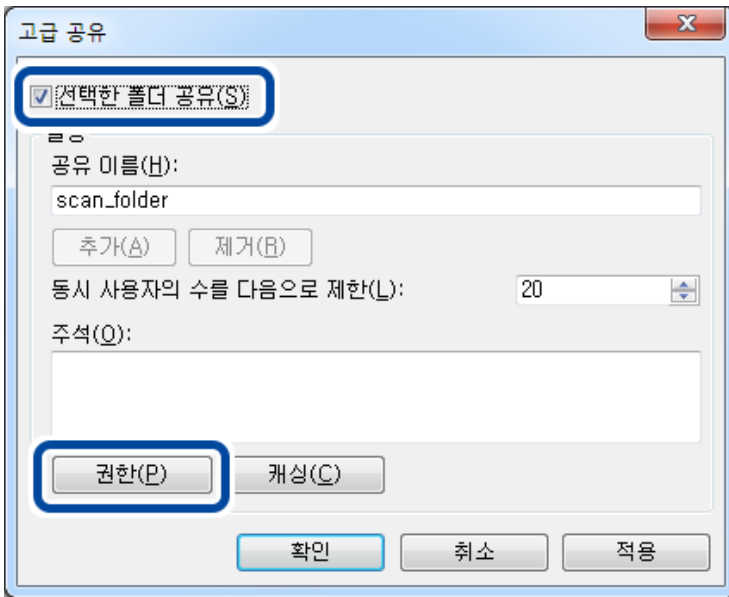 고급 공유
선택한 폴더 공유(S)
설정
공유 이름(H):
scan_folder
추가(A) 제거(R)
동시 사용자의 수를 다음으로 제한(L): 20
주석(O):
권한(P) 캐싱(C)
확인 취소 적용